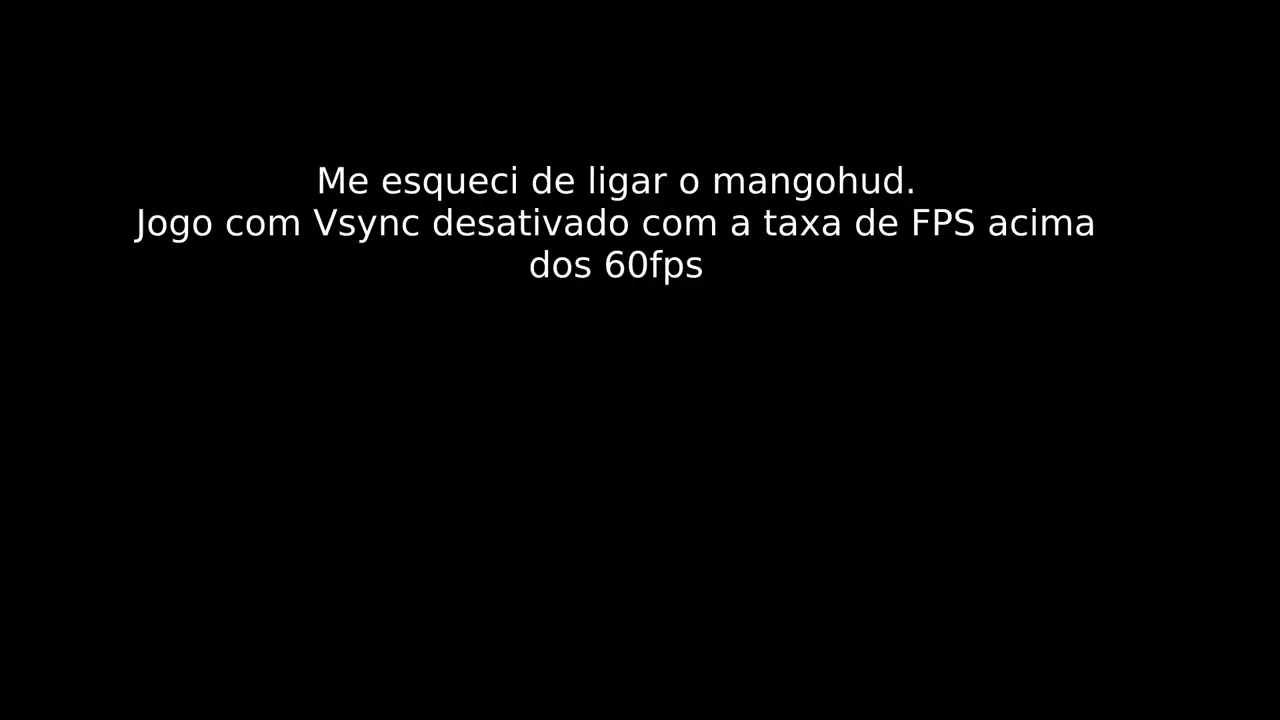 Me esqueci de ligar o mangohud.
Jogo com Vsync desativado com a taxa de FPS acima
dos 60fps